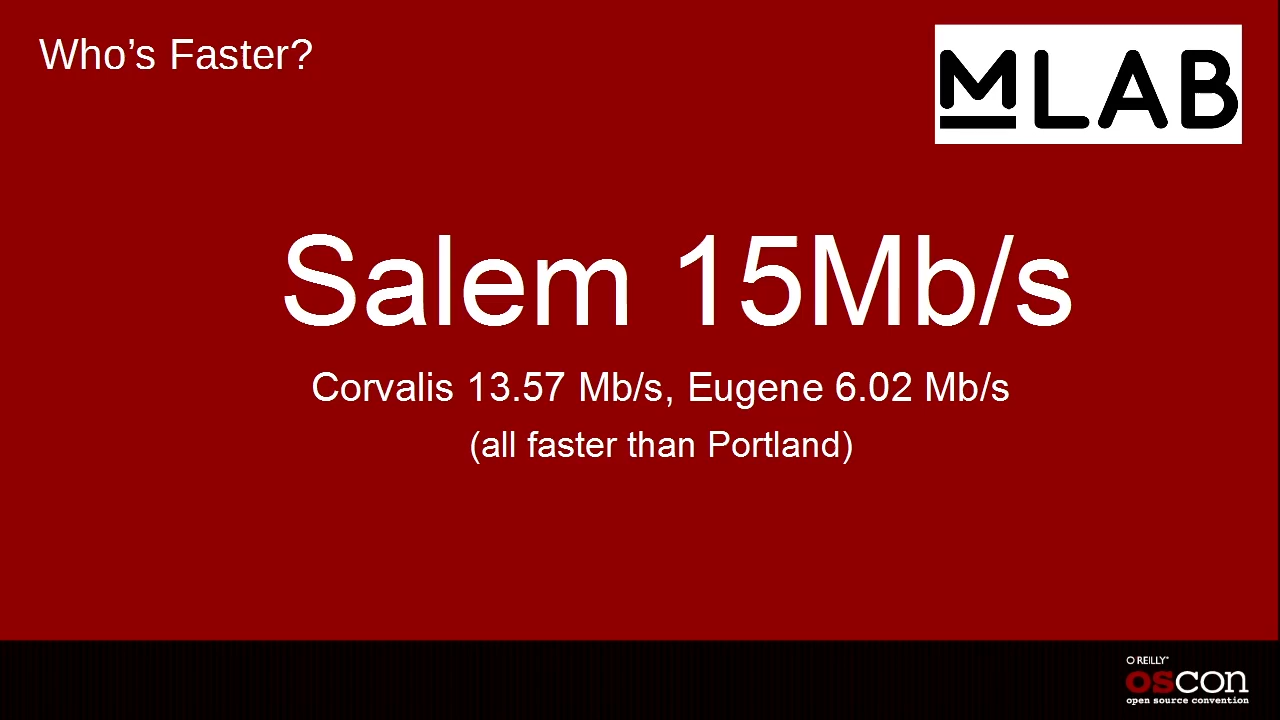 Who’s Faster?
MLAB
Salem 15Mb/s
Corvalis 13.57 Mb/s, Eugene 6.02 Mb/s
(all faster than Portland)
O REILLY®
oscon
open source convention